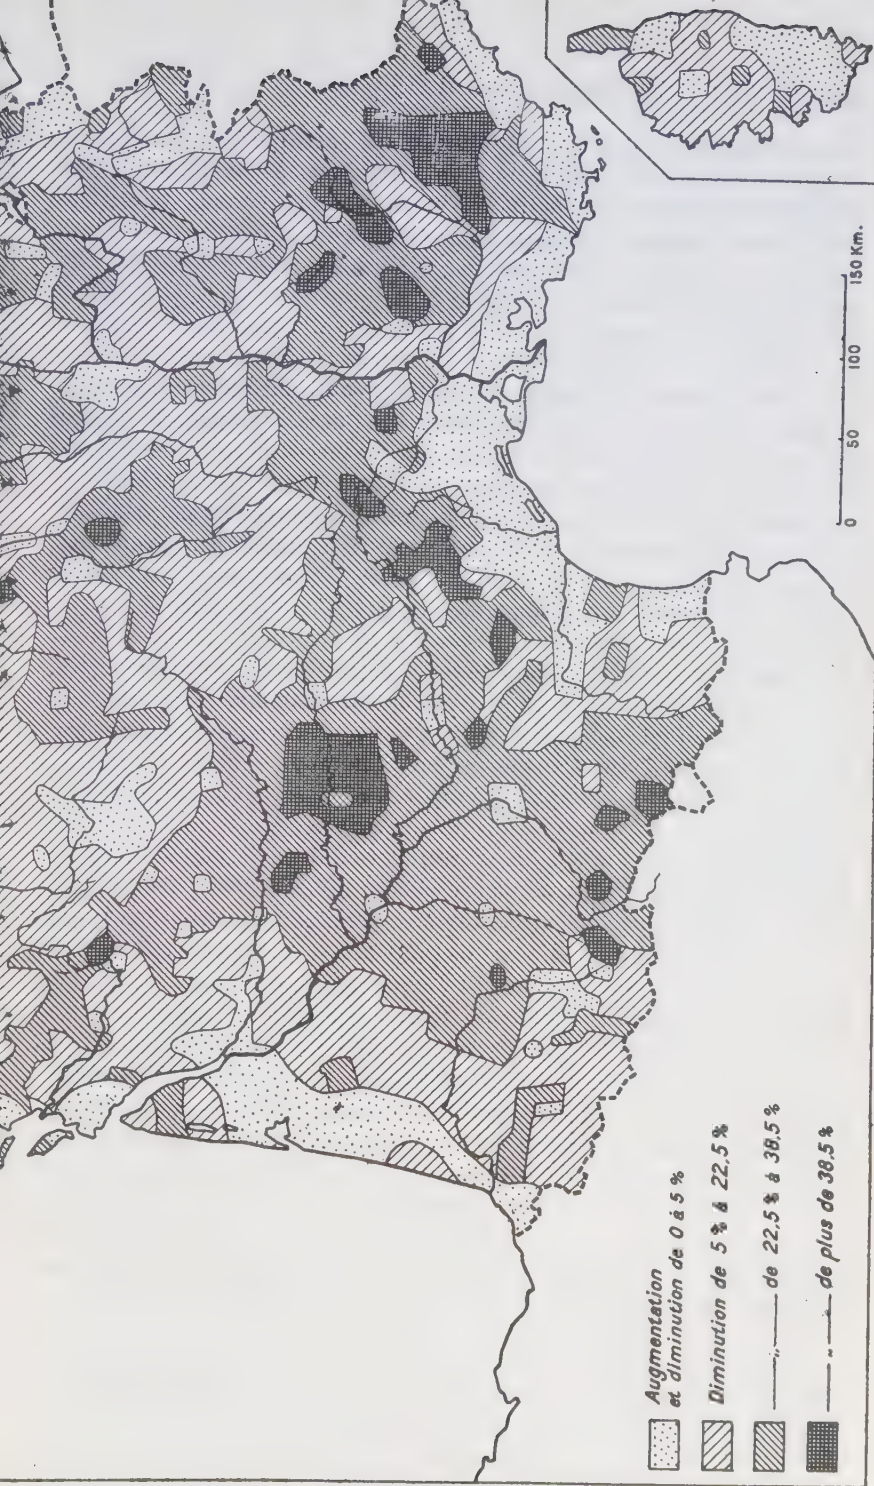 Augmentation
et diminution de 0 à 5 %
Diminution de 5 % à 22,5 %
—— „ —— de 22,5 % à 38,5 %
—— „ —— de plus de 38,5 %
0 50 100 150 Km.